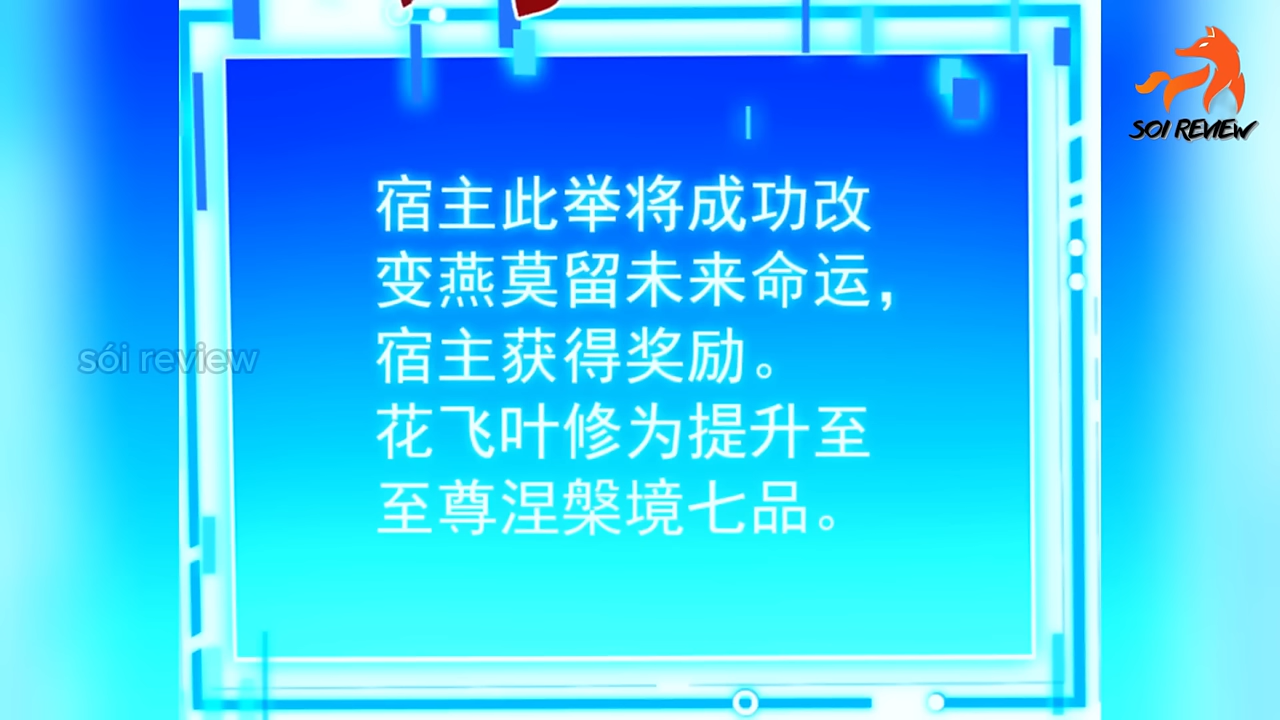 SOI REVIEW
宿主此举将成功改
变燕莫留未来命运，
宿主获得奖励。
花飞叶修为提升至
至尊涅槃境七品。
sói review